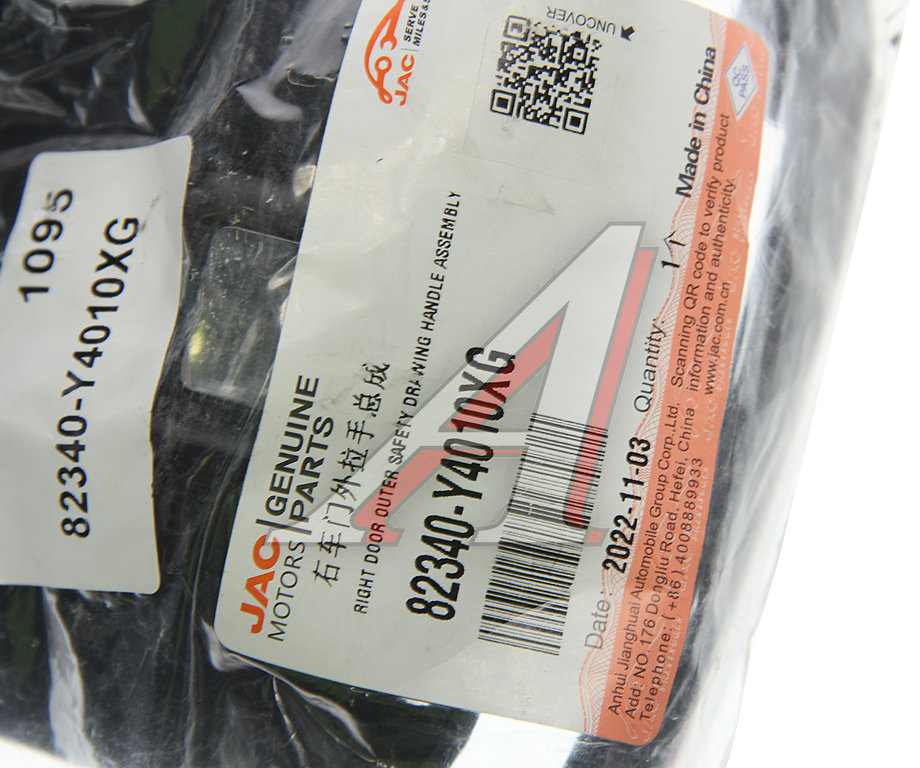 1095
82340-Y4010XG
JAC
SERVE
MILES &
UNCOVER
JAC MOTORS
GENUINE PARTS
右车门外拉手总成
RIGHT DOOR OUTER SAFETY DRAWING HANDLE ASSEMBLY
82340-Y4010XG
Date: 2022-11-03 Quantity: 1个 Made in China
QC PASS
Anhui Jianghuai Automobile Group Corp.,Ltd.
Add: NO. 176 Dongliu Road, Hefei, China
Telephone: (+86) 4008889933
Scanning QR code to verify product
information and authenticity.
www.jac.com.cn